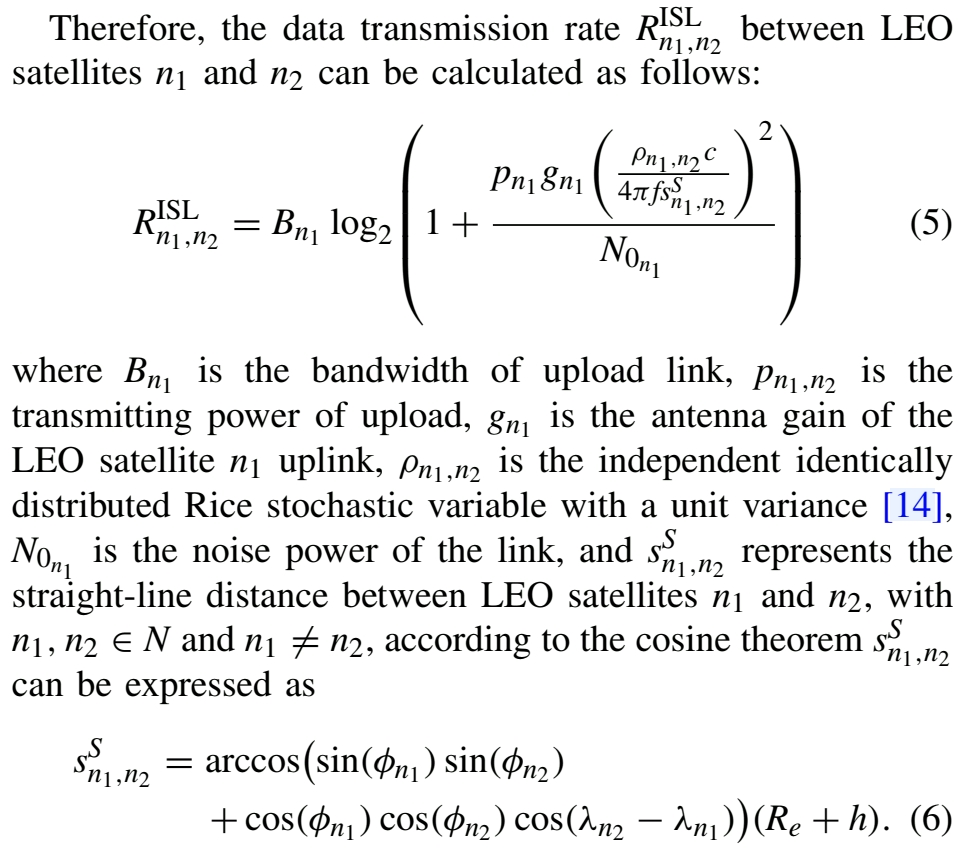 Therefore, the data transmission rate $R^{\mathrm{ISL}}_{n_1,n_2}$ between LEO
satellites $n_1$ and $n_2$ can be calculated as follows:
$R^{\mathrm{ISL}}_{n_1,n_2} = B_{n_1} \log_2 \left( 1 + \frac{p_{n_1} g_{n_1} \left( \frac{\rho_{n_1,n_2} c}{4\pi f s^S_{n_1,n_2}} \right)^2}{N_{0_{n_1}}} \right)$ (5)
where $B_{n_1}$ is the bandwidth of upload link, $p_{n_1,n_2}$ is the
transmitting power of upload, $g_{n_1}$ is the antenna gain of the
LEO satellite $n_1$ uplink, $\rho_{n_1,n_2}$ is the independent identically
distributed Rice stochastic variable with a unit variance [14],
$N_{0_{n_1}}$ is the noise power of the link, and $s^S_{n_1,n_2}$ represents the
straight-line distance between LEO satellites $n_1$ and $n_2$, with
$n_1, n_2 \in N$ and $n_1 \neq n_2$, according to the cosine theorem $s^S_{n_1,n_2}$
can be expressed as
$s^S_{n_1,n_2} = \arccos\big(\sin(\phi_{n_1}) \sin(\phi_{n_2})$
$+ \cos(\phi_{n_1}) \cos(\phi_{n_2}) \cos(\lambda_{n_2} - \lambda_{n_1})\big)(R_e + h).$ (6)